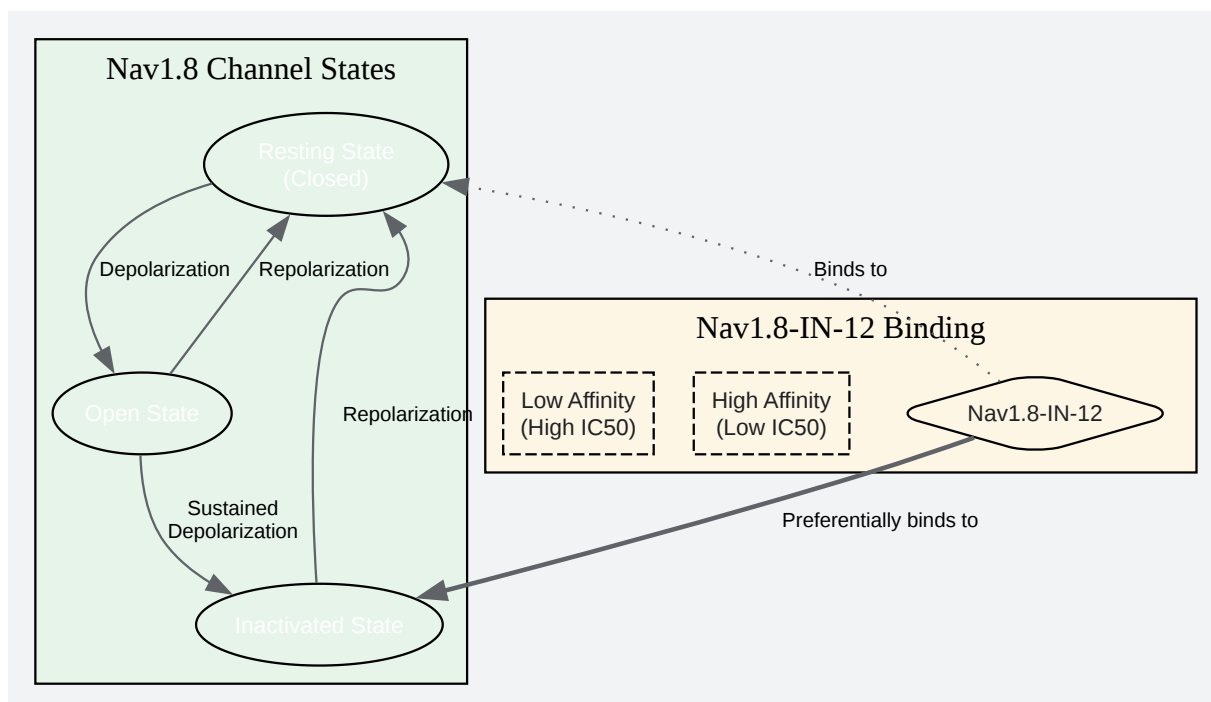 Nav1.8 Channel States
Resting State
(Closed)
Depolarization
Repolarization
Binds to
Nav1.8-IN-12 Binding
Low Affinity
(High IC50)
High Affinity
(Low IC50)
Nav1.8-IN-12
Open State
Repolarization
Sustained
Depolarization
Preferentially binds to
Inactivated State